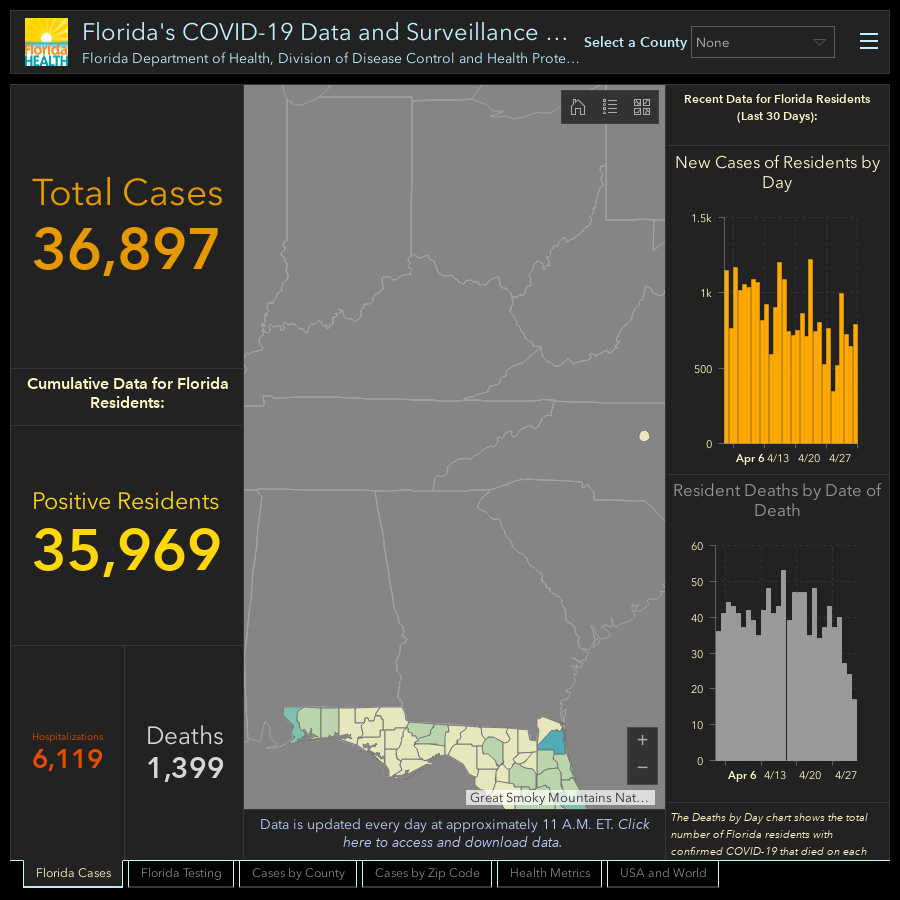 Florida
HEALTH
Florida's COVID-19 Data and Surveillance ...
Florida Department of Health, Division of Disease Control and Health Prote...
Select a County
None
Total Cases
36,897
Cumulative Data for Florida
Residents:
Positive Residents
35,969
Hospitalizations
6,119
Deaths
1,399
+
−
Great Smoky Mountains Nat...
Data is updated every day at approximately 11 A.M. ET. Click
here to access and download data.
Recent Data for Florida Residents
(Last 30 Days):
New Cases of Residents by
Day
1.5k
1k
500
0
Apr 6 4/13 4/20 4/27
Resident Deaths by Date of
Death
60
50
40
30
20
10
0
Apr 6 4/13 4/20 4/27
The Deaths by Day chart shows the total
number of Florida residents with
confirmed COVID-19 that died on each
Florida Cases
Florida Testing
Cases by County
Cases by Zip Code
Health Metrics
USA and World